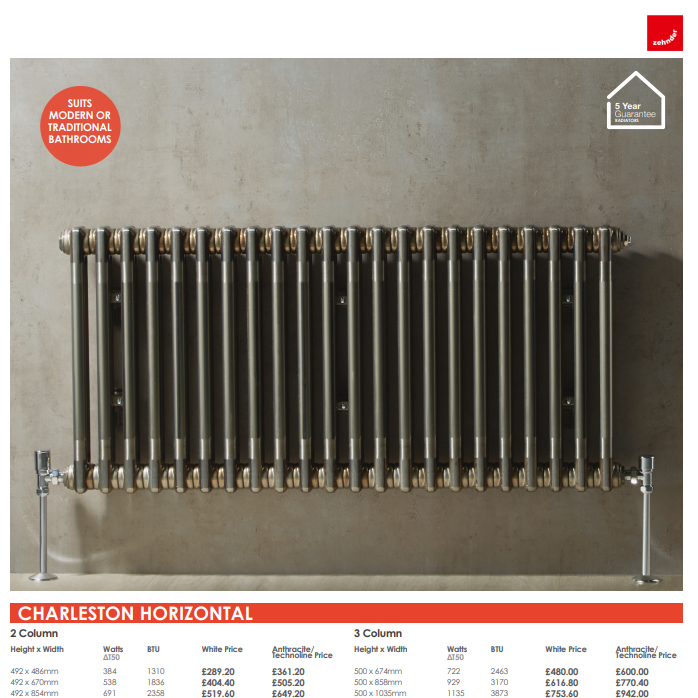 zehnder
SUITS
MODERN OR
TRADITIONAL
BATHROOMS
5 Year
Guarantee
RADIATORS
CHARLESTON HORIZONTAL
2 Column
Height x Width Watts BTU White Price Anthracite/
ΔT50 Technoline Price
492 x 486mm 384 1310 £289.20 £361.20
492 x 670mm 538 1836 £404.40 £505.20
492 x 854mm 691 2358 £519.60 £649.20
3 Column
Height x Width Watts BTU White Price Anthracite/
ΔT50 Technoline Price
500 x 674mm 722 2463 £480.00 £600.00
500 x 858mm 929 3170 £616.80 £770.40
500 x 1035mm 1135 3873 £753.60 £942.00